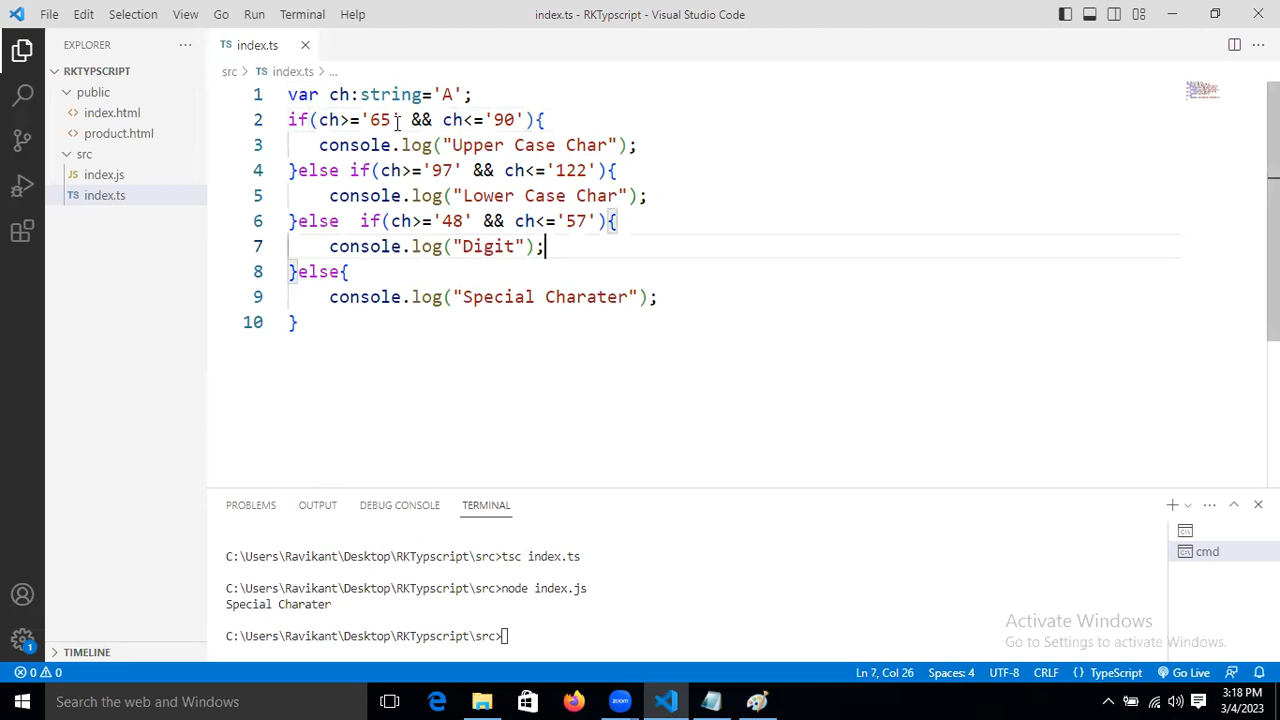 File Edit Selection View Go Run Terminal Help index.ts - RKTypscript - Visual Studio Code
EXPLORER
TS index.ts
RKTYPSCRIPT
public
index.html
product.html
src
JS index.js
TS index.ts
TIMELINE
src > TS index.ts > ...
1 var ch:string='A';
2 if(ch>='65' && ch<='90'){
3 console.log("Upper Case Char");
4 }else if(ch>='97' && ch<='122'){
5 console.log("Lower Case Char");
6 }else if(ch>='48' && ch<='57'){
7 console.log("Digit");
8 }else{
9 console.log("Special Charater");
10 }
PROBLEMS OUTPUT DEBUG CONSOLE TERMINAL
C:\Users\Ravikant\Desktop\RKTypscript\src>tsc index.ts
C:\Users\Ravikant\Desktop\RKTypscript\src>node index.js
Special Charater
C:\Users\Ravikant\Desktop\RKTypscript\src>
cmd
Activate Windows
Go to Settings to activate Windows.
1
0 0 Ln 7, Col 26 Spaces: 4 UTF-8 CRLF {} TypeScript Go Live
Search the web and Windows
zoom
3:18 PM
3/4/2023